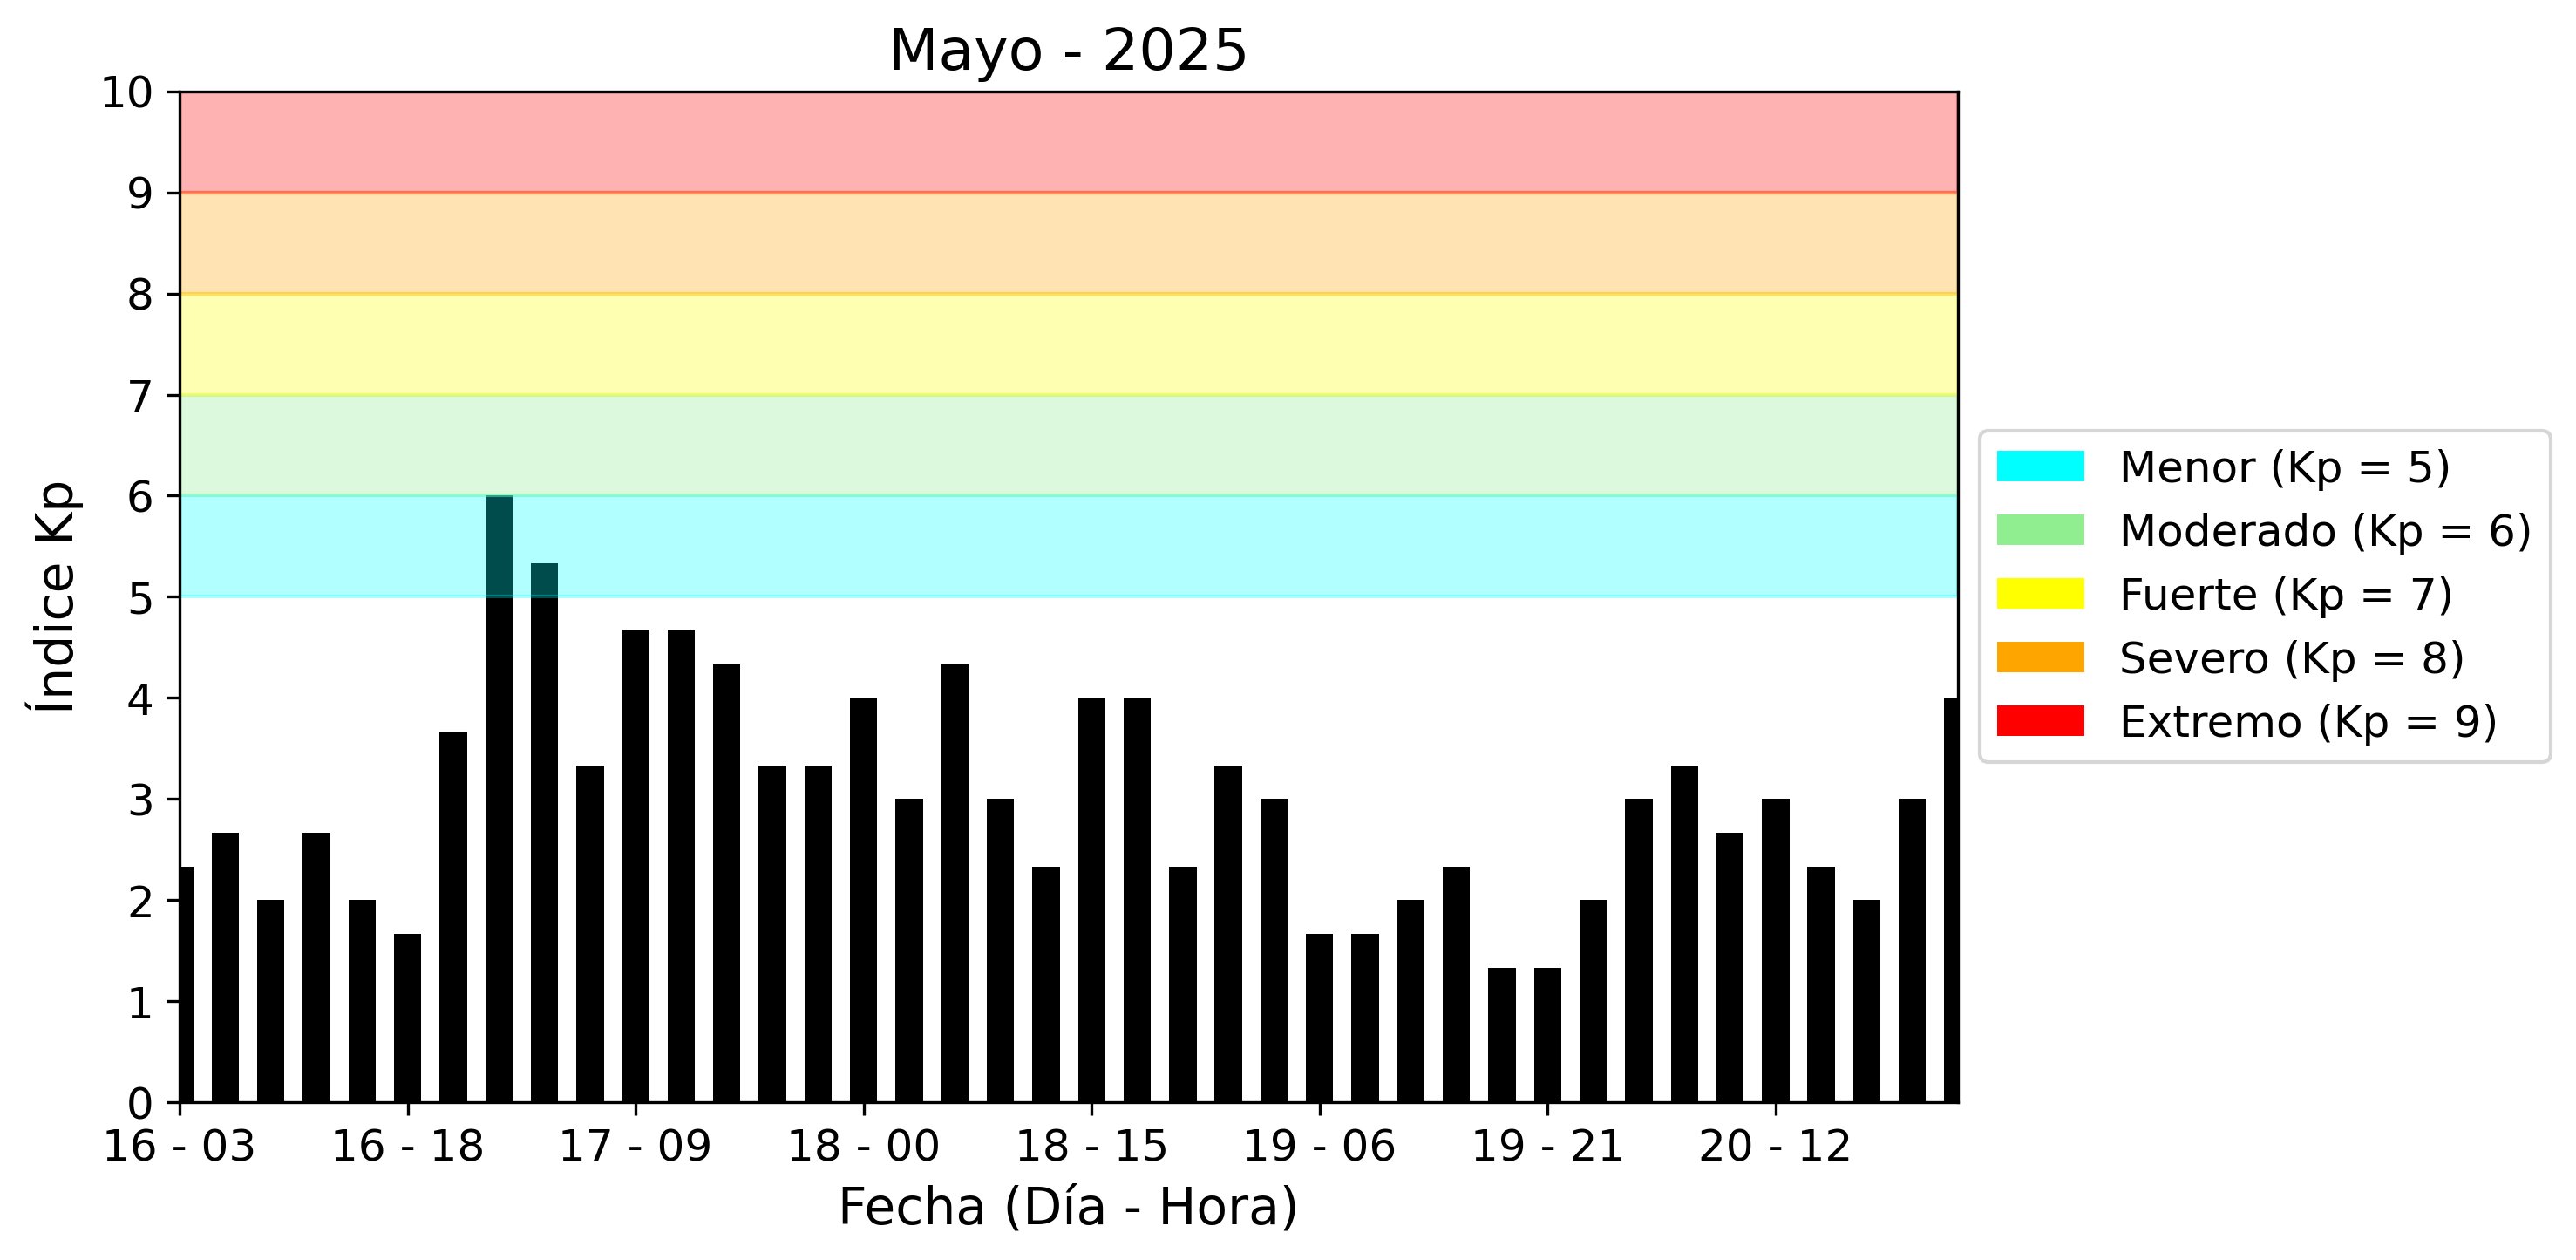 Mayo - 2025
10
9
8
7
6
5
4
3
2
1
0
Índice Kp
16 - 03
16 - 18
17 - 09
18 - 00
18 - 15
19 - 06
19 - 21
20 - 12
Fecha (Día - Hora)
Menor (Kp = 5)
Moderado (Kp = 6)
Fuerte (Kp = 7)
Severo (Kp = 8)
Extremo (Kp = 9)